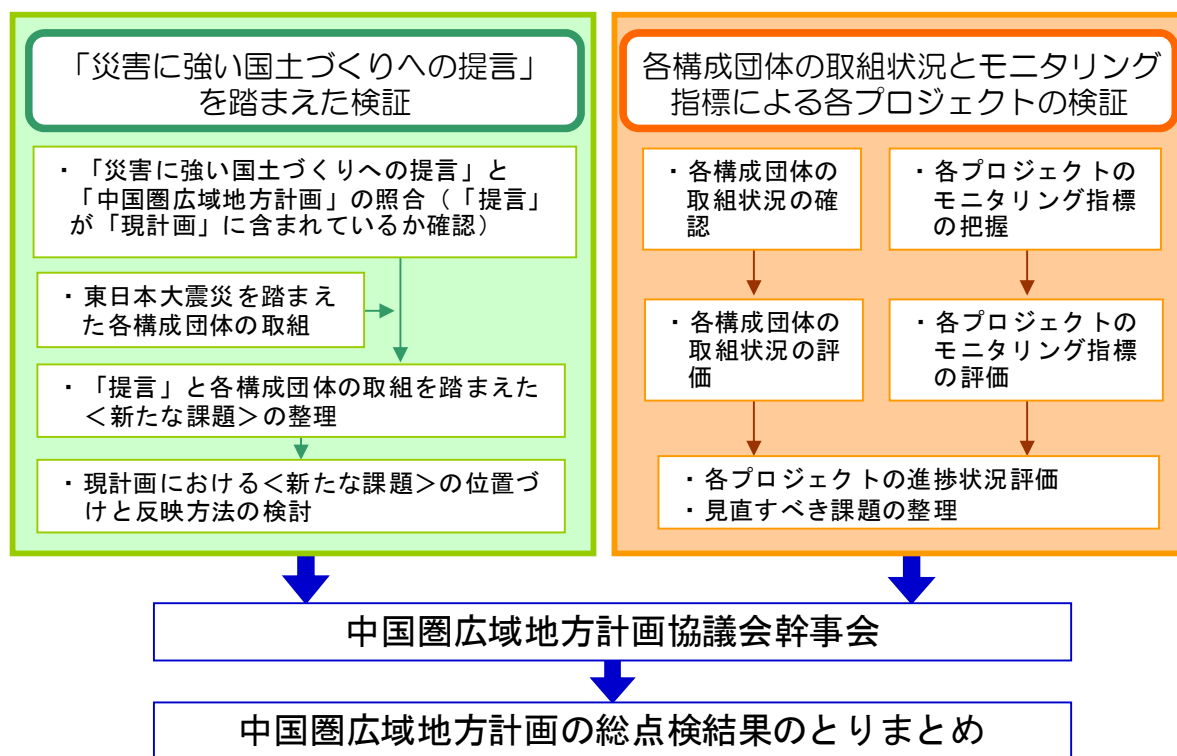 「災害に強い国土づくりへの提言」
を踏まえた検証
・「災害に強い国土づくりへの提言」と
「中国圏広域地方計画」の照合（「提言」
が「現計画」に含まれているか確認）
・東日本大震災を踏まえ
た各構成団体の取組
・「提言」と各構成団体の取組を踏まえた
＜新たな課題＞の整理
・現計画における＜新たな課題＞の位置づ
けと反映方法の検討
各構成団体の取組状況とモニタリング
指標による各プロジェクトの検証
・各構成団体の
取組状況の確
認
・各プロジェクトの
モニタリング指標
の把握
・各構成団体の
取組状況の評
価
・各プロジェクトの
モニタリング指標
の評価
・各プロジェクトの進捗状況評価
・見直すべき課題の整理
中国圏広域地方計画協議会幹事会
中国圏広域地方計画の総点検結果のとりまとめ